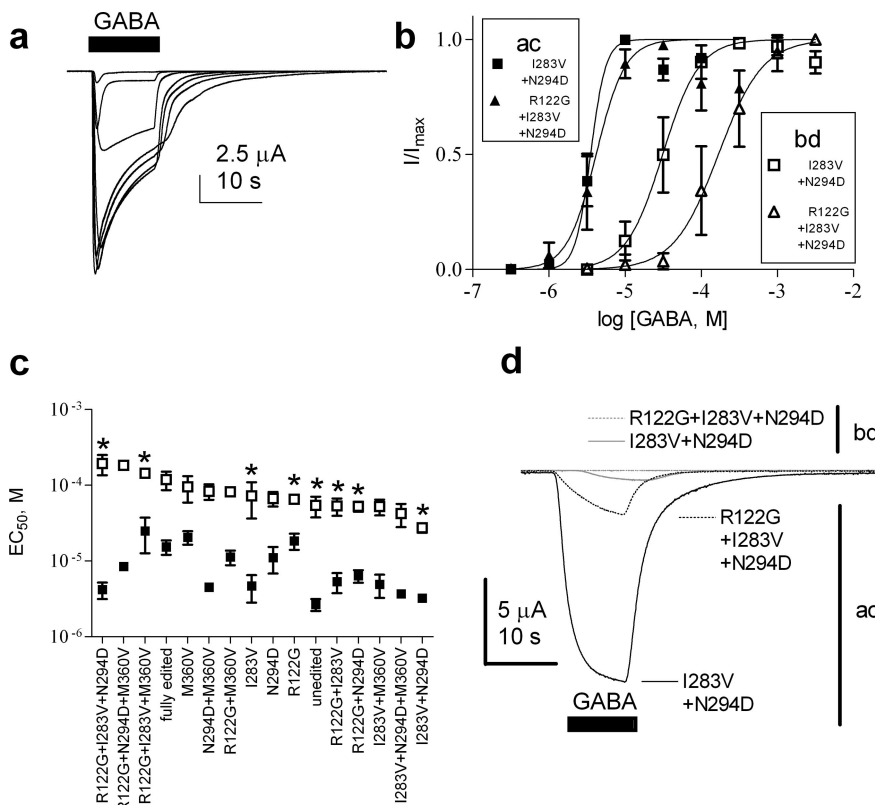 a
GABA
2.5 µA
10 s
b
I/Imax
1.0
0.5
0.0
-7
-6
-5
-4
-3
-2
log [GABA, M]
ac
I283V
+N294D
R122G
+I283V
+N294D
bd
I283V
+N294D
R122G
+I283V
+N294D
c
EC50, M
10-3
10-4
10-5
10-6
* * * * * * * *
R122G+I283V+N294D
R122G+N294D+M360V
R122G+I283V+M360V
fully edited
M360V
N294D+M360V
R122G+M360V
I283V
N294D
R122G
unedited
R122G+I283V
R122G+N294D
I283V+M360V
I283V+N294D+M360V
I283V+N294D
d
R122G+I283V+N294D
I283V+N294D
bd
R122G
+I283V
+N294D
ac
5 µA
10 s
I283V
+N294D
GABA